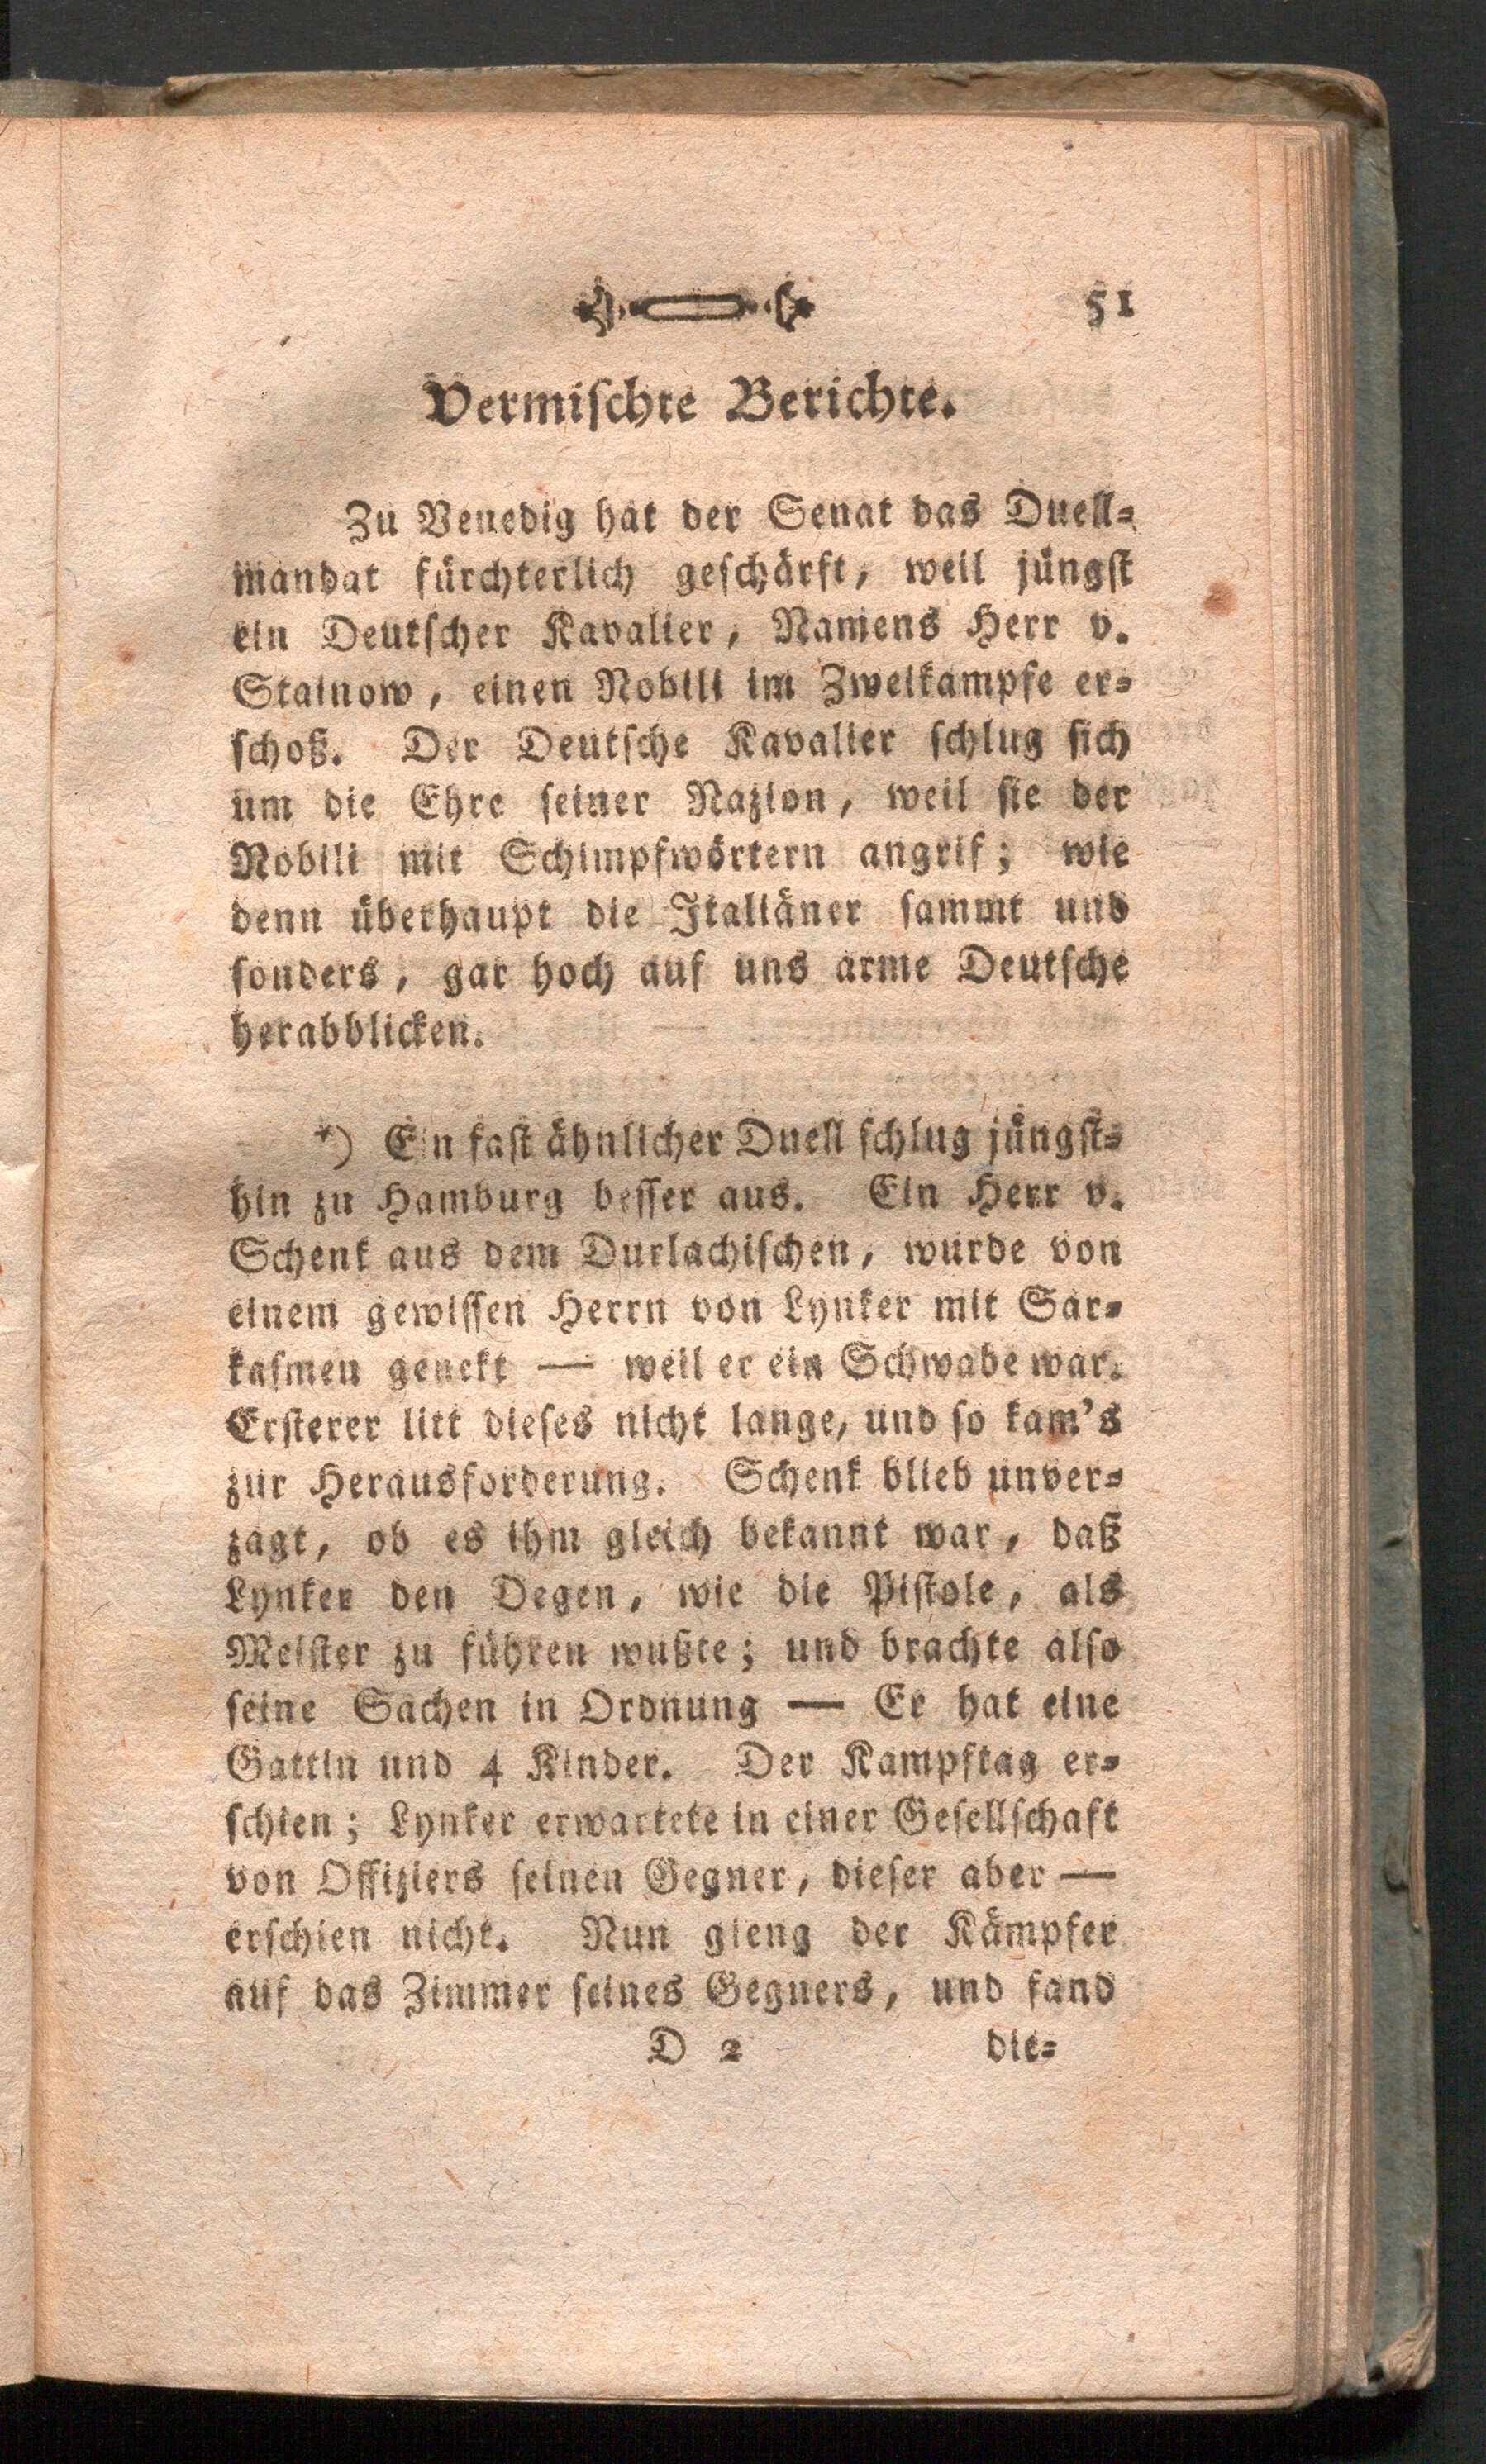 51
Vermischte Berichte.
Zu Venedig hat der Senat das Duell⸗
mandat fürchterlich geschärft, weil jüngst
ein Deutscher Kavalier, Namens Herr v.
Stainow, einen Nobili im Zweikampfe er⸗
schoß. Der Deutsche Kavalier schlug sich
um die Ehre seiner Nazion, weil sie der
Nobili mit Schimpfwörtern angrif; wie
denn überhaupt die Italiäner sammt und
sonders, gar hoch auf uns arme Deutsche
herabblicken.
*) Ein fast ähnlicher Duell schlug jüngst⸗
hin zu Hamburg besser aus. Ein Herr v.
Schenk aus dem Durlachischen, wurde von
einem gewissen Herrn von Lynker mit Sar⸗
kasmen genekt — weil er ein Schwabe war.
Ersterer litt dieses nicht lange, und so kam's
zur Herausforderung. Schenk blieb unver⸗
zagt, ob es ihm gleich bekannt war, daß
Lynker den Degen, wie die Pistole, als
Meister zu führen wußte; und brachte also
seine Sachen in Ordnung — Er hat eine
Gattin und 4 Kinder. Der Kampftag er⸗
schien; Lynker erwartete in einer Gesellschaft
von Offiziers seinen Gegner, dieser aber —
erschien nicht. Nun gieng der Kämpfer
auf das Zimmer seines Gegners, und fand
D 2 die⸗